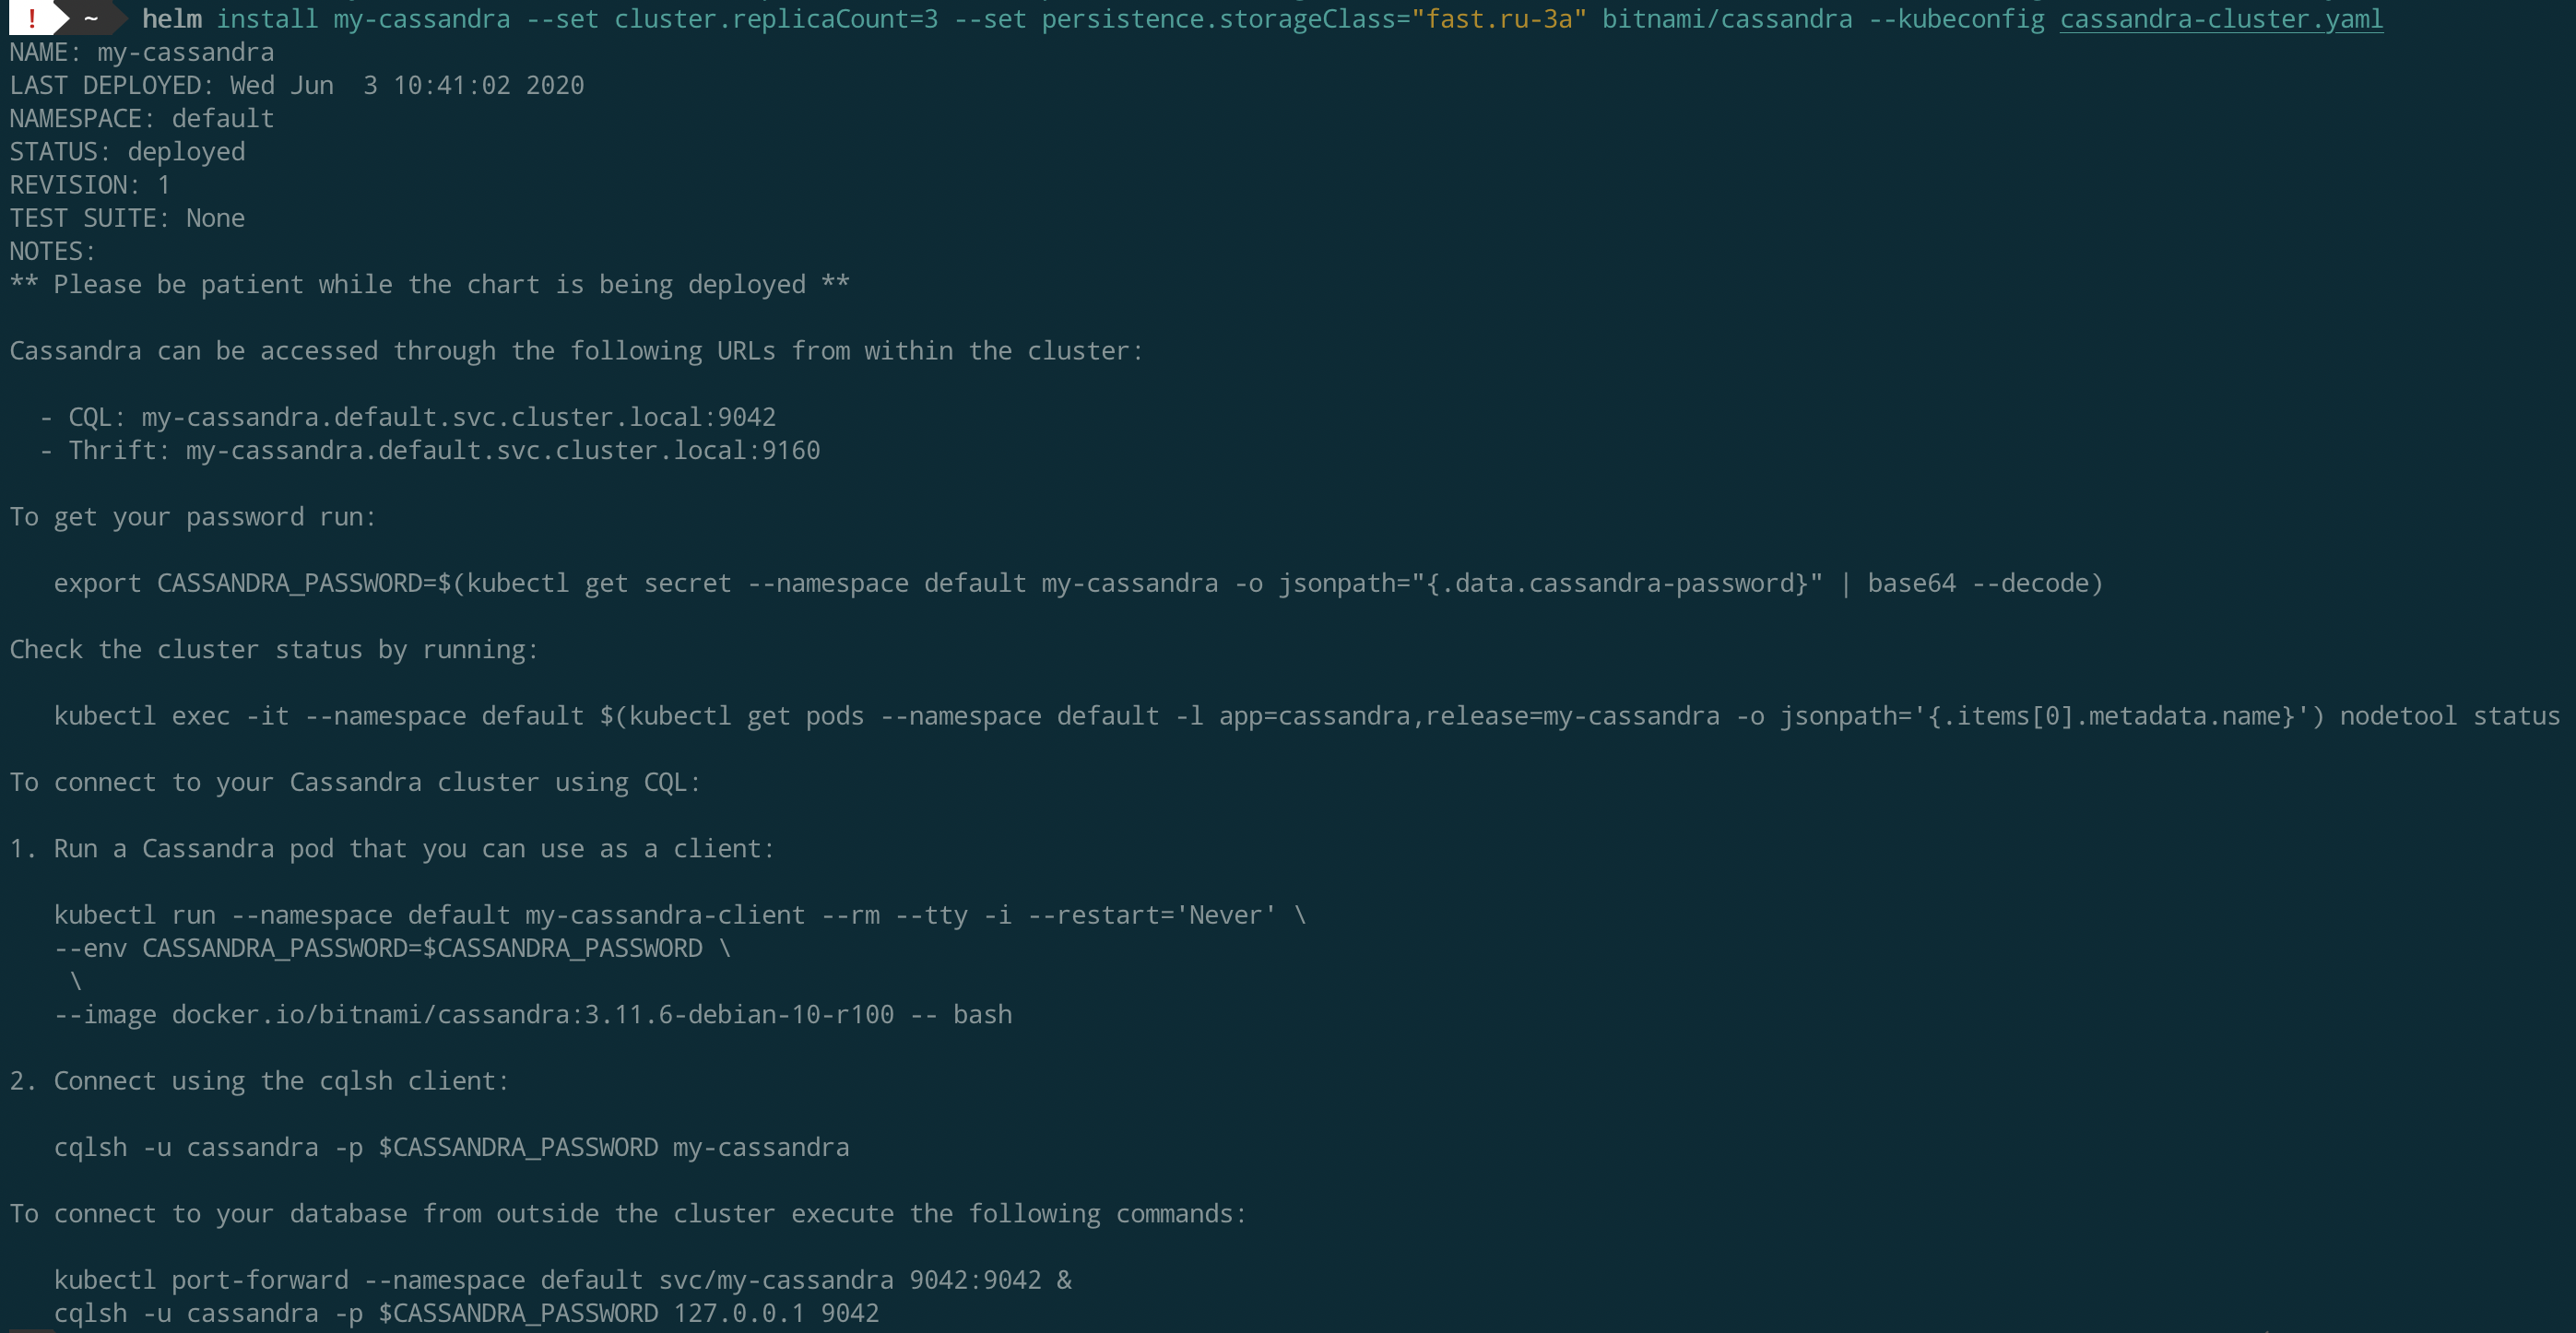 ! ~ helm install my-cassandra --set cluster.replicaCount=3 --set persistence.storageClass="fast.ru-3a" bitnami/cassandra --kubeconfig cassandra-cluster.yaml
NAME: my-cassandra
LAST DEPLOYED: Wed Jun  3 10:41:02 2020
NAMESPACE: default
STATUS: deployed
REVISION: 1
TEST SUITE: None
NOTES:
** Please be patient while the chart is being deployed **

Cassandra can be accessed through the following URLs from within the cluster:

  - CQL: my-cassandra.default.svc.cluster.local:9042
  - Thrift: my-cassandra.default.svc.cluster.local:9160

To get your password run:

   export CASSANDRA_PASSWORD=$(kubectl get secret --namespace default my-cassandra -o jsonpath="{.data.cassandra-password}" | base64 --decode)

Check the cluster status by running:

   kubectl exec -it --namespace default $(kubectl get pods --namespace default -l app=cassandra,release=my-cassandra -o jsonpath='{.items[0].metadata.name}') nodetool status

To connect to your Cassandra cluster using CQL:

1. Run a Cassandra pod that you can use as a client:

   kubectl run --namespace default my-cassandra-client --rm --tty -i --restart='Never' \
   --env CASSANDRA_PASSWORD=$CASSANDRA_PASSWORD \
    \
   --image docker.io/bitnami/cassandra:3.11.6-debian-10-r100 -- bash

2. Connect using the cqlsh client:

   cqlsh -u cassandra -p $CASSANDRA_PASSWORD my-cassandra

To connect to your database from outside the cluster execute the following commands:

   kubectl port-forward --namespace default svc/my-cassandra 9042:9042 &
   cqlsh -u cassandra -p $CASSANDRA_PASSWORD 127.0.0.1 9042